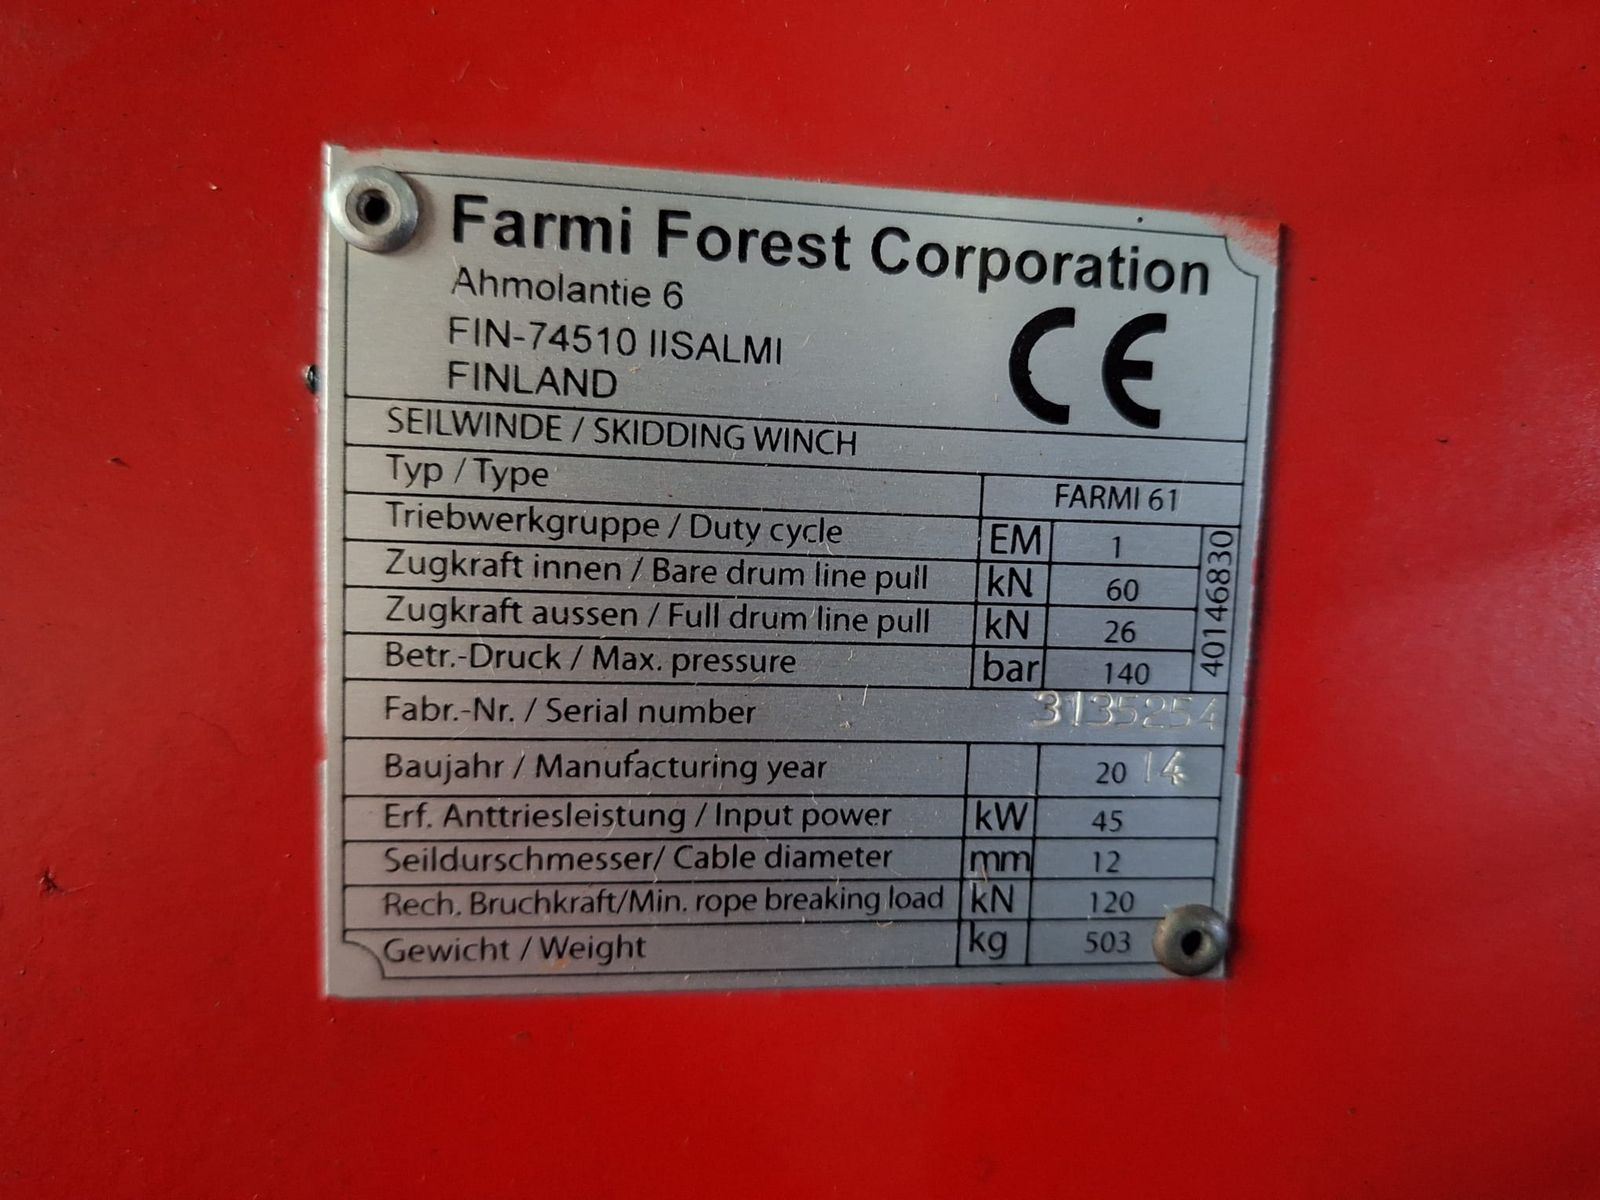 Farmi Forest Corporation
Ahmolantie 6
FIN-74510 IISALMI
FINLAND
CE
SEILWINDE / SKIDDING WINCH
Typ / Type FARMI 61
Triebwerkgruppe / Duty cycle EM 1
Zugkraft innen / Bare drum line pull kN 60
Zugkraft aussen / Full drum line pull kN 26
Betr.-Druck / Max. pressure bar 140
40146830
Fabr.-Nr. / Serial number 3135254
Baujahr / Manufacturing year 20 14
Erf. Anttriesleistung / Input power kW 45
Seildurschmesser/ Cable diameter mm 12
Rech. Bruchkraft/Min. rope breaking load kN 120
Gewicht / Weight kg 503